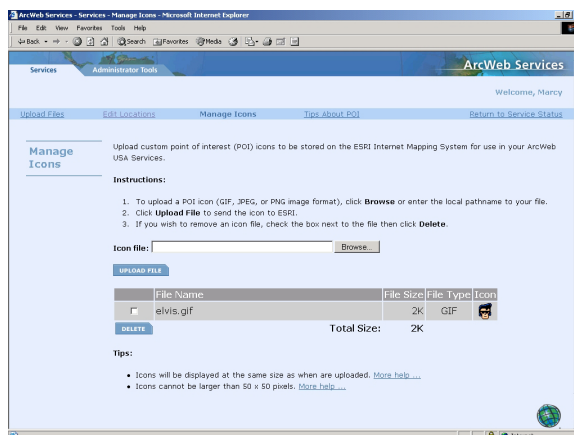 ArcWeb Services - Services - Manage Icons - Microsoft Internet Explorer
File Edit View Favorites Tools Help
Back Search Favorites Media
Services Administrator Tools ArcWeb Services
Welcome, Marcy
Upload Files Edit Locations Manage Icons Tips About POI Return to Service Status
Manage
Icons
Upload custom point of interest (POI) icons to be stored on the ESRI Internet Mapping System for use in your ArcWeb
USA Services.
Instructions:
1. To upload a POI icon (GIF, JPEG, or PNG image format), click Browse or enter the local pathname to your file.
2. Click Upload File to send the icon to ESRI.
3. If you wish to remove an icon file, check the box next to the file then click Delete.
Icon file: Browse...
UPLOAD FILE
File Name File Size File Type Icon
elvis.gif 2K GIF
DELETE Total Size: 2K
Tips:
• Icons will be displayed at the same size as when are uploaded. More help ...
• Icons cannot be larger than 50 x 50 pixels. More help ...